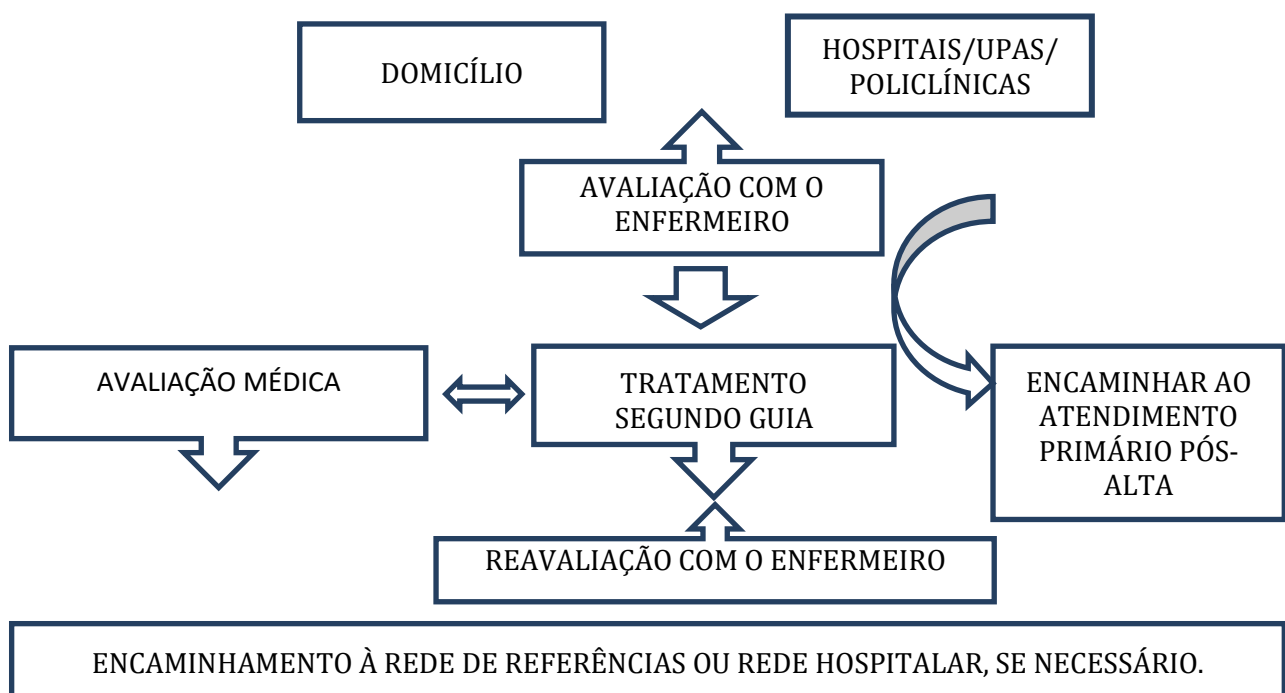 DOMICÍLIO
HOSPITAIS/UPAS/
POLICLÍNICAS
AVALIAÇÃO COM O
ENFERMEIRO
AVALIAÇÃO MÉDICA
TRATAMENTO
SEGUNDO GUIA
ENCAMINHAR AO
ATENDIMENTO
PRIMÁRIO PÓS-
ALTA
REAVALIAÇÃO COM O ENFERMEIRO
ENCAMINHAMENTO À REDE DE REFERÊNCIAS OU REDE HOSPITALAR, SE NECESSÁRIO.